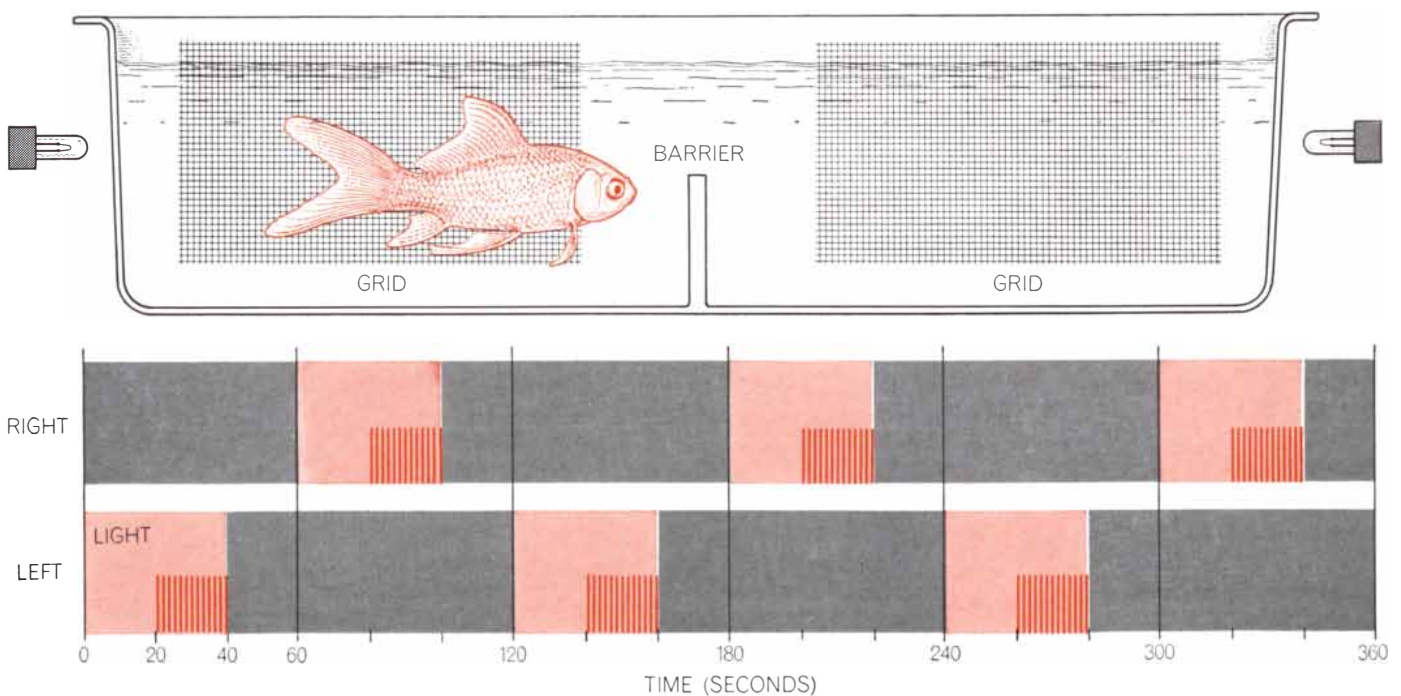 BARRIER
GRID GRID
RIGHT
LIGHT
LEFT
0 20 40 60 120 180 240 300 360
TIME (SECONDS)